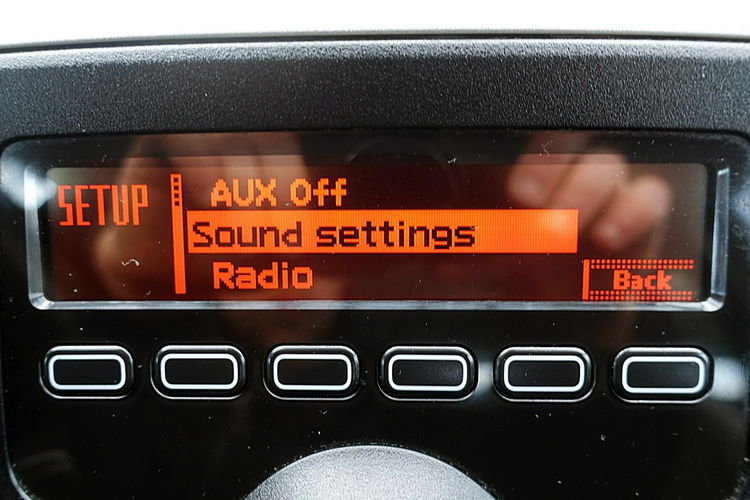 SETUP
AUX Off
Sound settings
Radio
Back